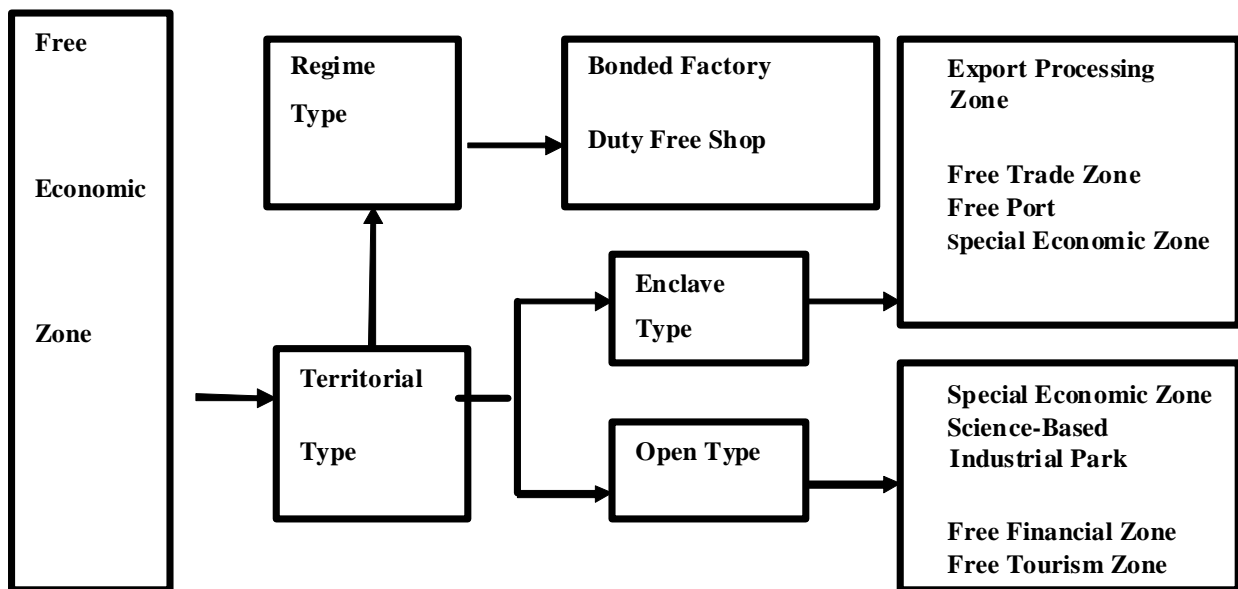 Free
Economic
Zone
Regime
Type
Bonded Factory
Duty Free Shop
Export Processing
Zone
Free Trade Zone
Free Port
Special Economic Zone
Enclave
Type
Territorial
Type
Open Type
Special Economic Zone
Science-Based
Industrial Park
Free Financial Zone
Free Tourism Zone